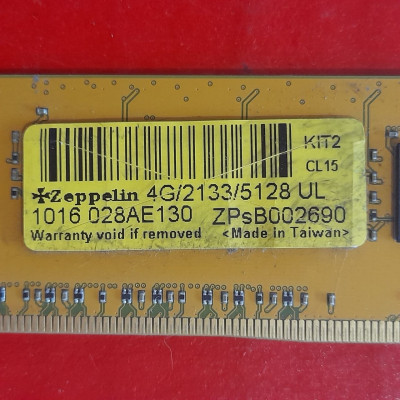 KIT2
CL15
Zeppelin 4G/2133/5128 UL
1016 028AE130 ZPsB002690
Warranty void if removed <Made in Taiwan>